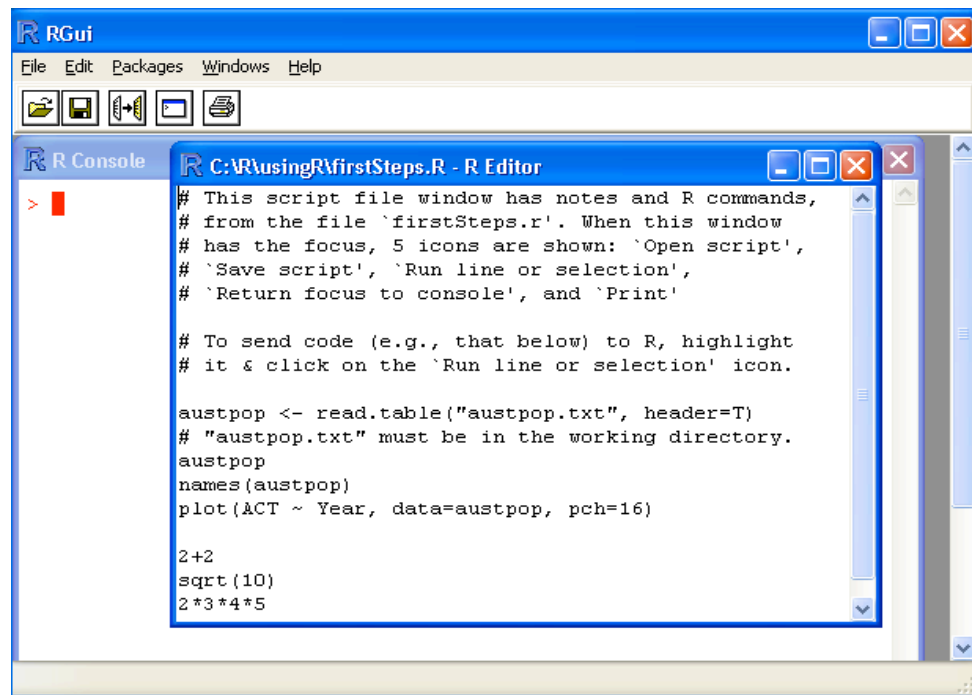 RGui
File Edit Packages Windows Help
R Console
C:\R\usingR\firstSteps.R - R Editor
>
# This script file window has notes and R commands,
# from the file `firstSteps.r'. When this window
# has the focus, 5 icons are shown: `Open script',
# `Save script', `Run line or selection',
# `Return focus to console', and `Print'
# To send code (e.g., that below) to R, highlight
# it & click on the `Run line or selection' icon.
austpop <- read.table("austpop.txt", header=T)
# "austpop.txt" must be in the working directory.
austpop
names(austpop)
plot(ACT ~ Year, data=austpop, pch=16)
2+2
sqrt(10)
2*3*4*5